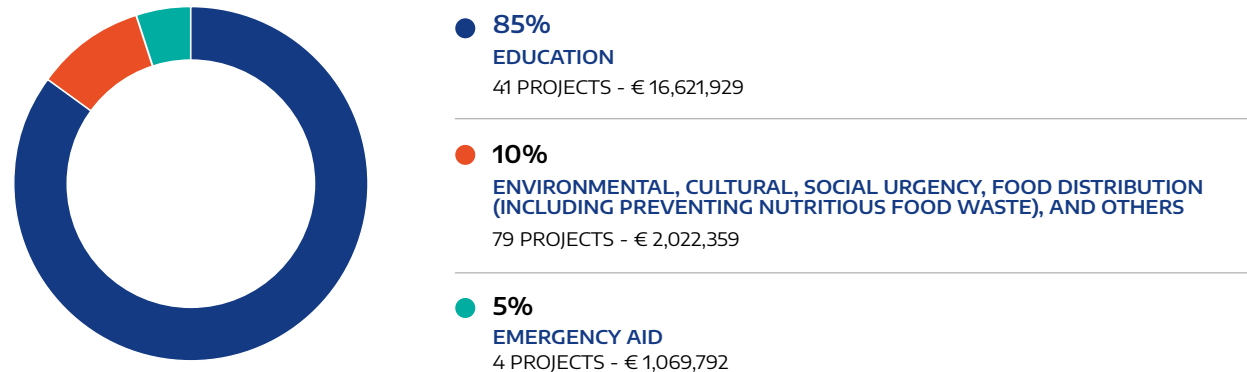 85%
EDUCATION
41 PROJECTS - € 16,621,929
10%
ENVIRONMENTAL, CULTURAL, SOCIAL URGENCY, FOOD DISTRIBUTION
(INCLUDING PREVENTING NUTRITIOUS FOOD WASTE), AND OTHERS
79 PROJECTS - € 2,022,359
5%
EMERGENCY AID
4 PROJECTS - € 1,069,792